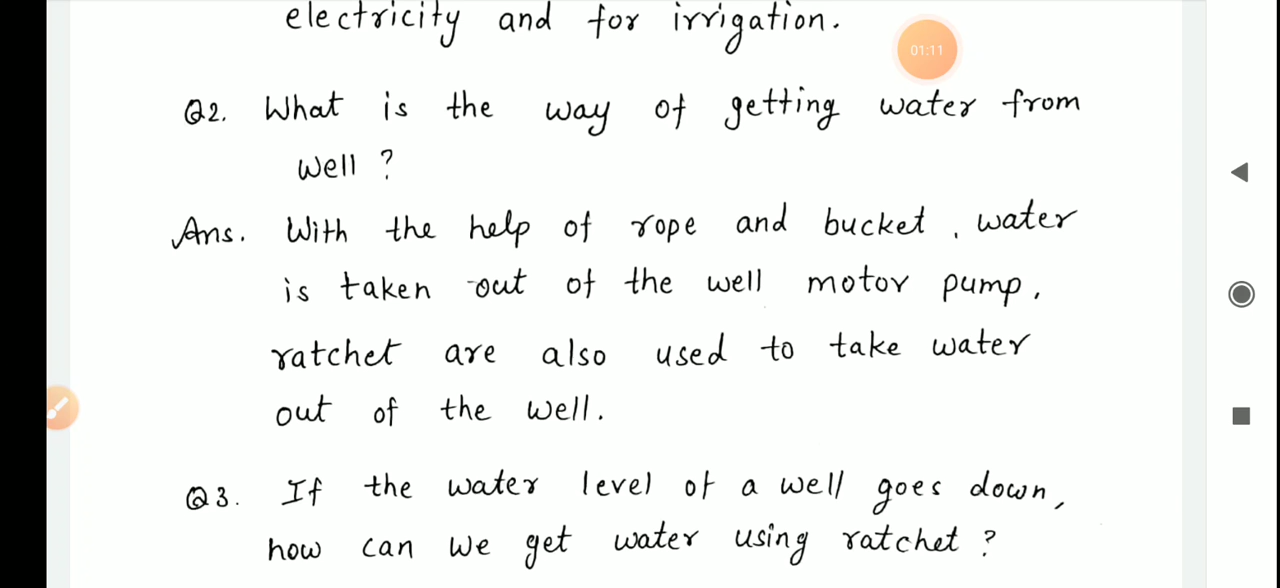 electricity and for irrigation.
01:11
Q2. What is the way of getting water from
well ?
Ans. With the help of rope and bucket, water
is taken out of the well motor pump,
ratchet are also used to take water
out of the well.
Q3. If the water level of a well goes down,
how can we get water using ratchet ?